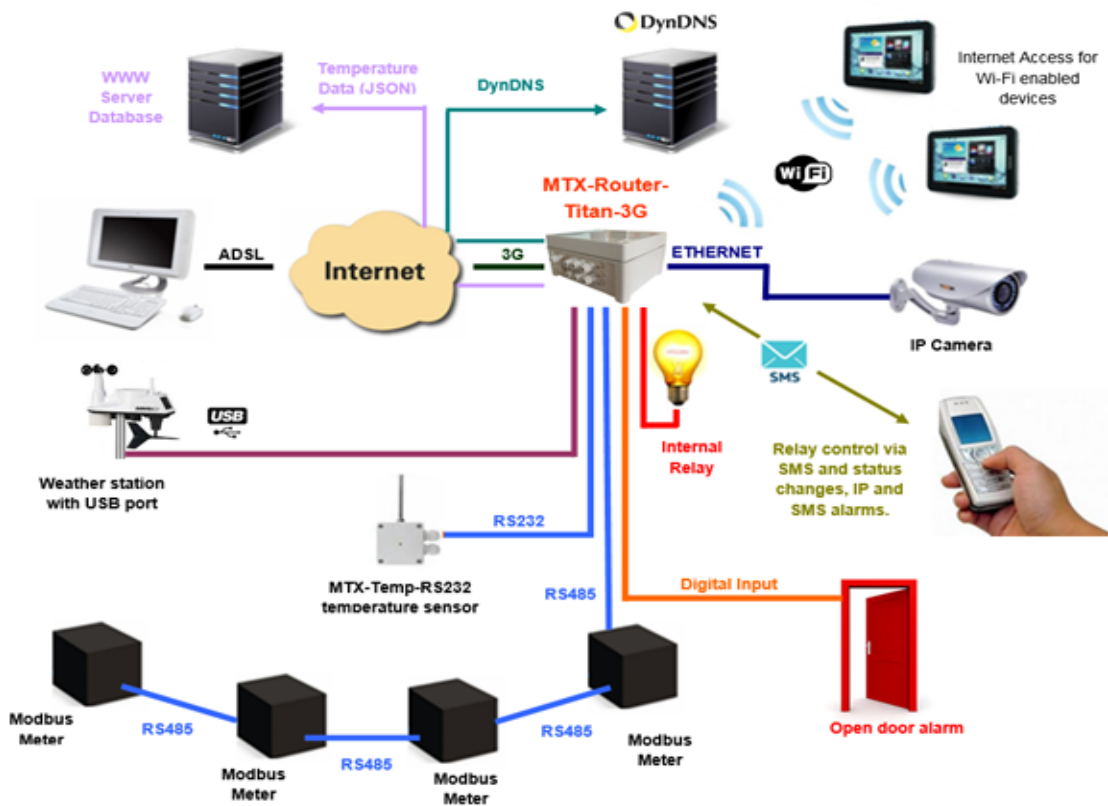 DynDNS
WWW
Server
Database
Temperature
Data (JSON)
DynDNS
Internet Access for
Wi-Fi enabled
devices
Wi Fi
MTX-Router-
Titan-3G
ADSL
Internet
3G
ETHERNET
IP Camera
SMS
USB
Weather station
with USB port
Internal
Relay
Relay control via
SMS and status
changes, IP and
SMS alarms.
RS232
MTX-Temp-RS232
temperature sensor
RS485
Digital Input
Open door alarm
Modbus
Meter
RS485
Modbus
Meter
RS485
Modbus
Meter
RS485
Modbus
Meter